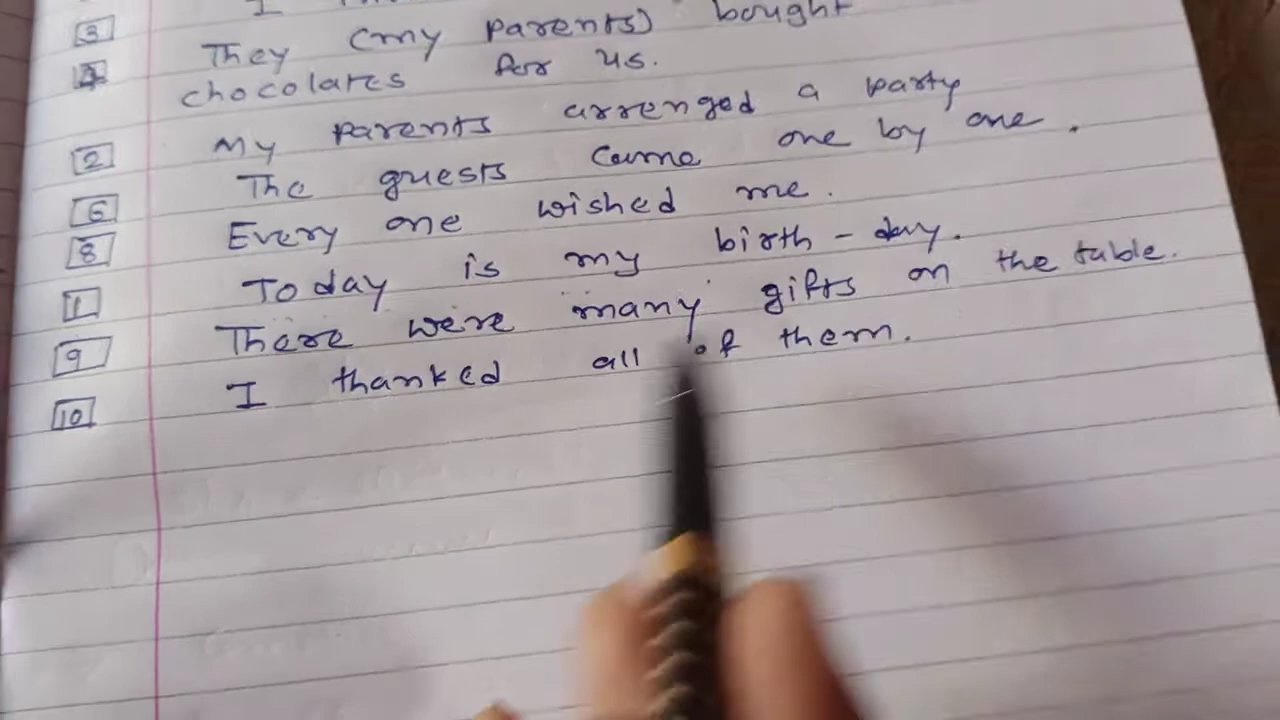 I
3 They (my parents) bought
4 chocolates for us.
2 My parents arrenged a party
6 The guests came one by one.
8 Every one wished me.
1 Today is my birth-day.
9 There were many gifts on the table.
10 I thanked all of them.